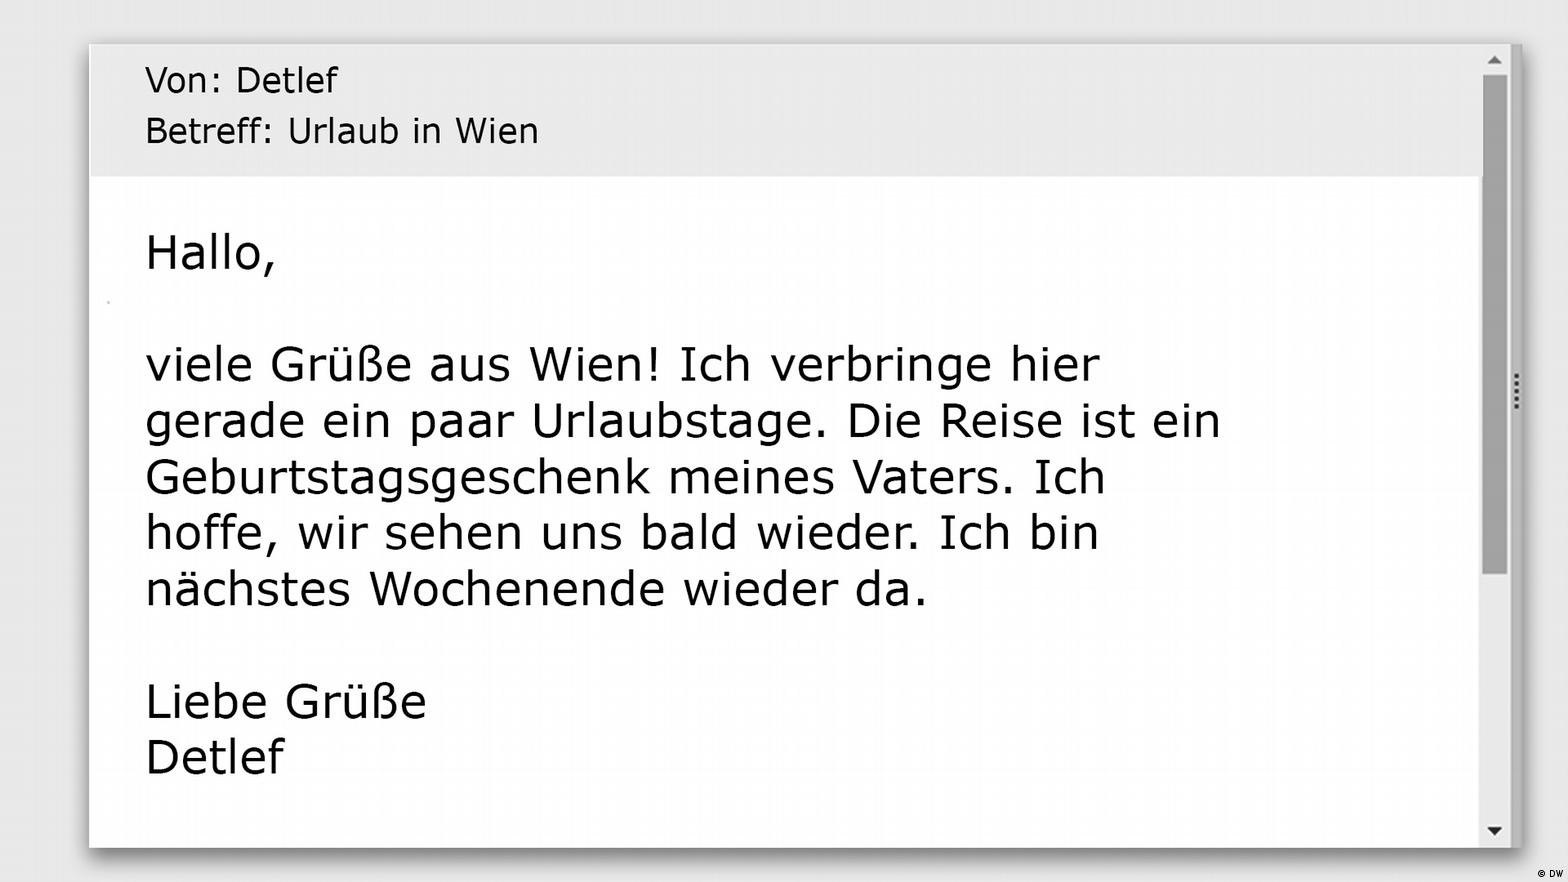 Von: Detlef
Betreff: Urlaub in Wien
Hallo,
viele Grüße aus Wien! Ich verbringe hier
gerade ein paar Urlaubstage. Die Reise ist ein
Geburtstagsgeschenk meines Vaters. Ich
hoffe, wir sehen uns bald wieder. Ich bin
nächstes Wochenende wieder da.
Liebe Grüße
Detlef
© DW